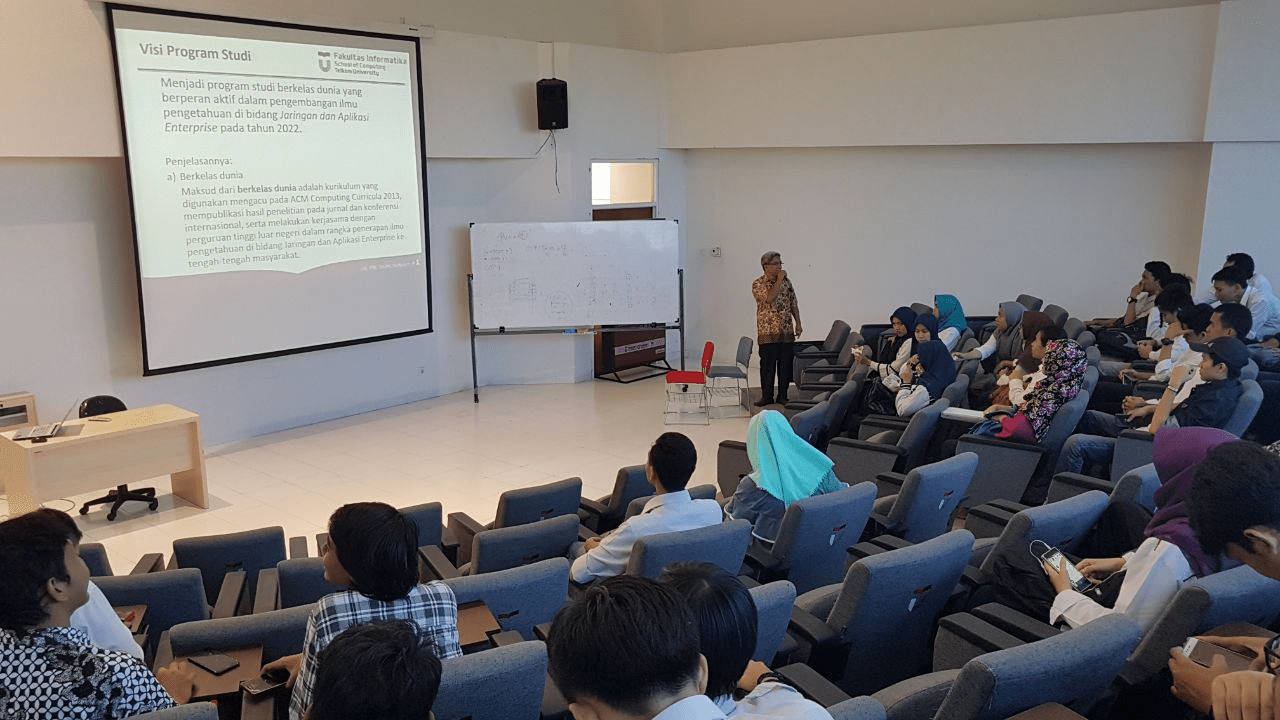 Visi Program Studi
Fakultas Informatika
School of Computing
Telkom University
Menjadi program studi berkelas dunia yang
berperan aktif dalam pengembangan ilmu
pengetahuan di bidang Jaringan dan Aplikasi
Enterprise pada tahun 2022.
Penjelasannya:
a) Berkelas dunia
Maksud dari berkelas dunia adalah kurikulum yang
digunakan mengacu pada ACM Computing Curricula 2013,
mempublikasi hasil penelitian pada jurnal dan konferensi
internasional, serta melakukan kerjasama dengan
perguruan tinggi luar negeri dalam rangka penerapan ilmu
pengetahuan di bidang Jaringan dan Aplikasi Enterprise ke
tengah-tengah masyarakat.